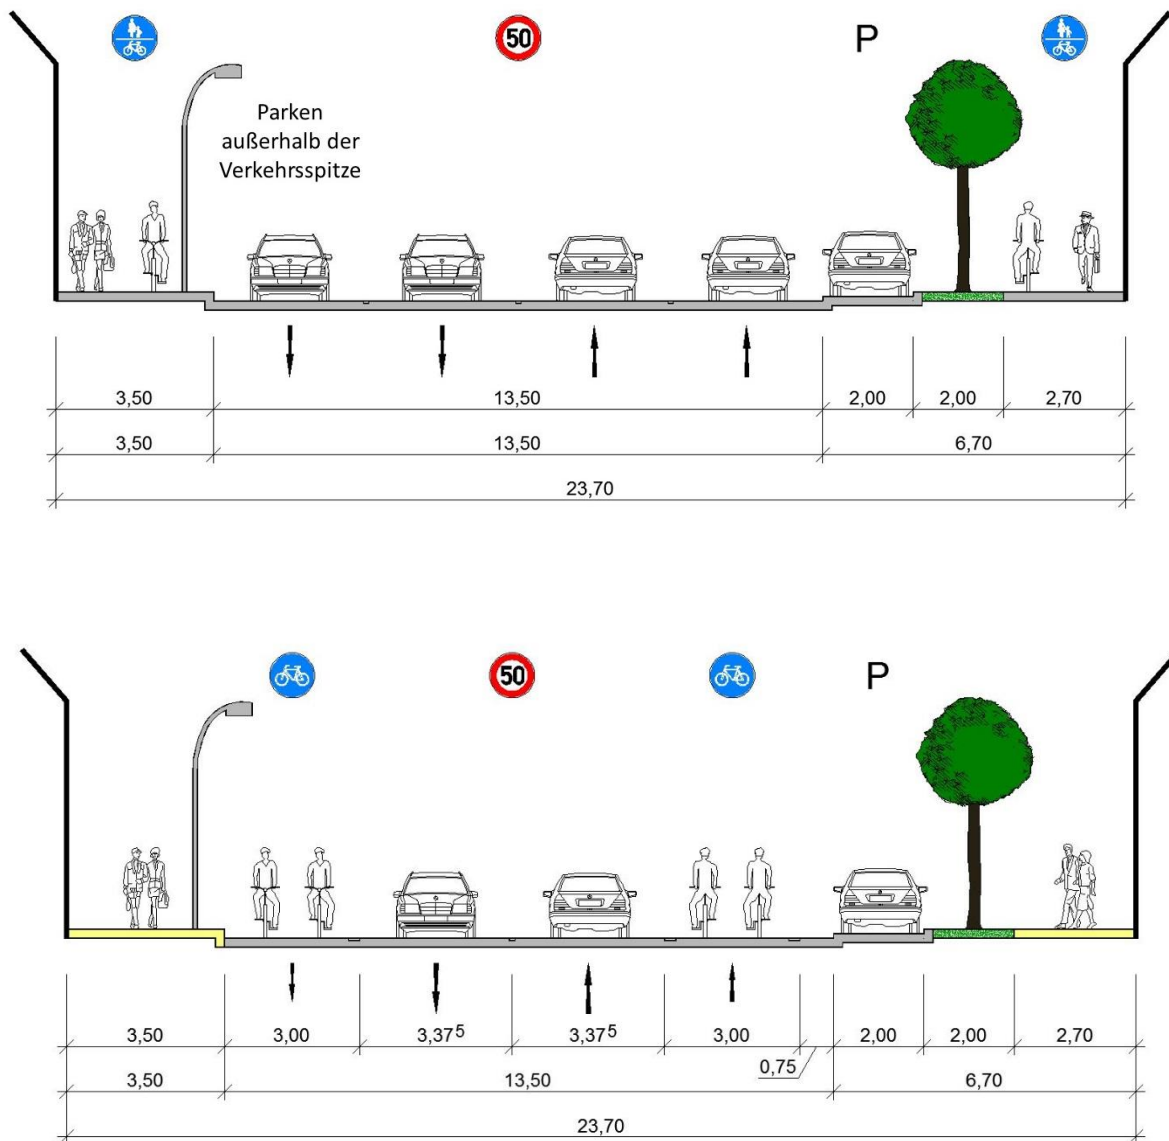 50
P
Parken
außerhalb der
Verkehrsspitze
3,50 13,50 2,00 2,00 2,70
3,50 13,50 6,70
23,70
50
P
3,50 3,00 3,37⁵ 3,37⁵ 3,00 2,00 2,00 2,70
0,75
3,50 13,50 6,70
23,70